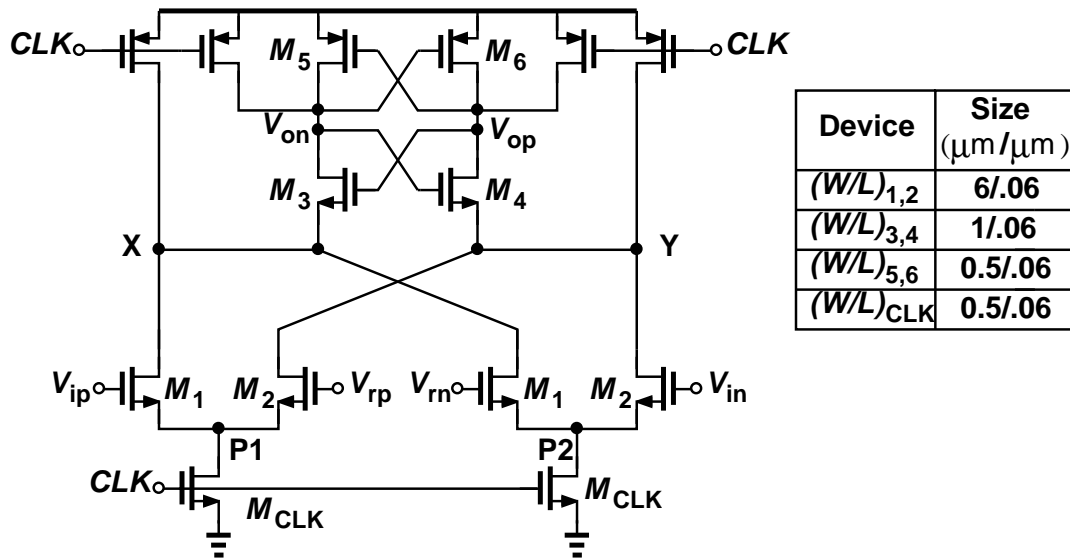 CLK
CLK
M5
M6
Von
Vop
M3
M4
X
Y
Vip
M1
M2
Vrp
Vrn
M1
M2
Vin
P1
P2
CLK
MCLK
MCLK
Device Size (μm/μm)
(W/L)1,2 6/.06
(W/L)3,4 1/.06
(W/L)5,6 0.5/.06
(W/L)CLK 0.5/.06